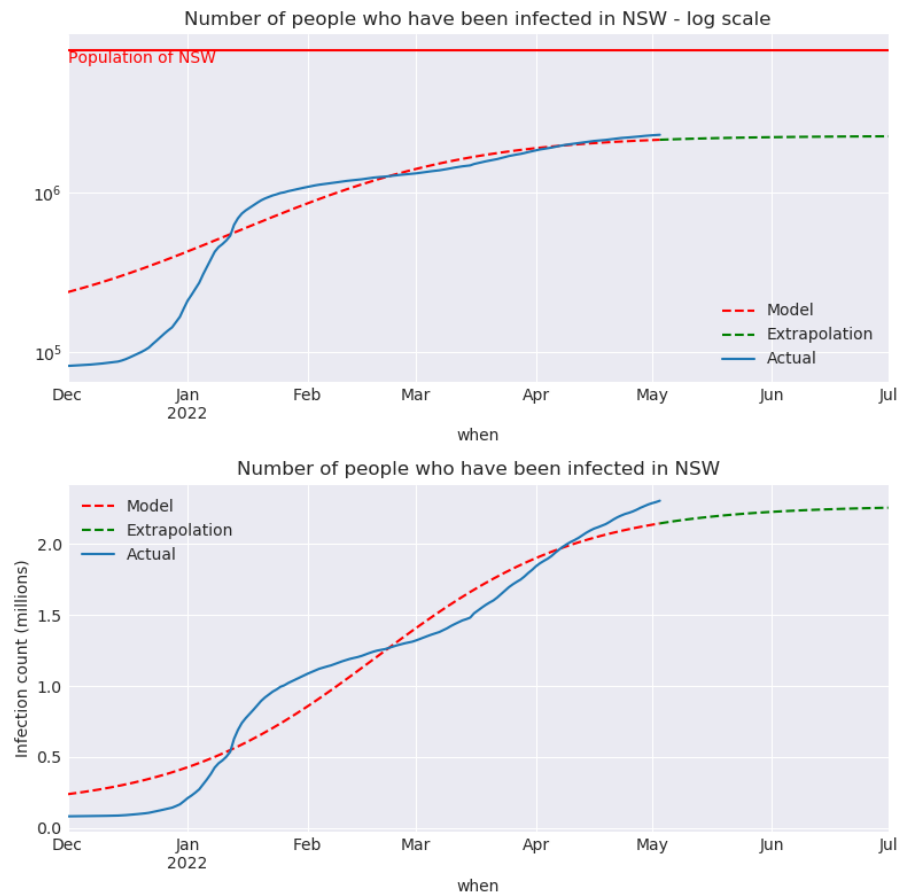 Number of people who have been infected in NSW - log scale
Population of NSW
10⁶
10⁵
Model
Extrapolation
Actual
Dec Jan Feb Mar Apr May Jun Jul
2022
when
Number of people who have been infected in NSW
Model
Extrapolation
Actual
Infection count (millions)
2.0
1.5
1.0
0.5
0.0
Dec Jan Feb Mar Apr May Jun Jul
2022
when